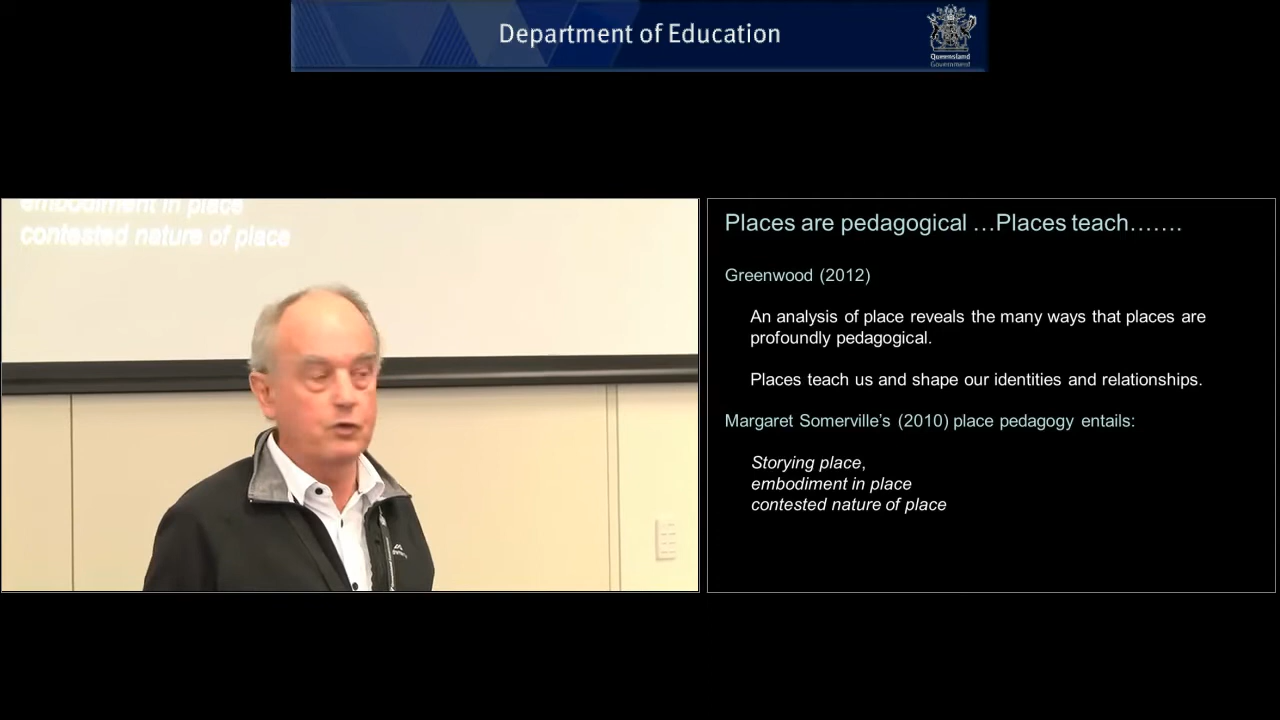 Department of Education
Queensland
Government
embodiment in place
contested nature of place
Places are pedagogical …Places teach…….
Greenwood (2012)
An analysis of place reveals the many ways that places are
profoundly pedagogical.
Places teach us and shape our identities and relationships.
Margaret Somerville’s (2010) place pedagogy entails:
Storying place,
embodiment in place
contested nature of place